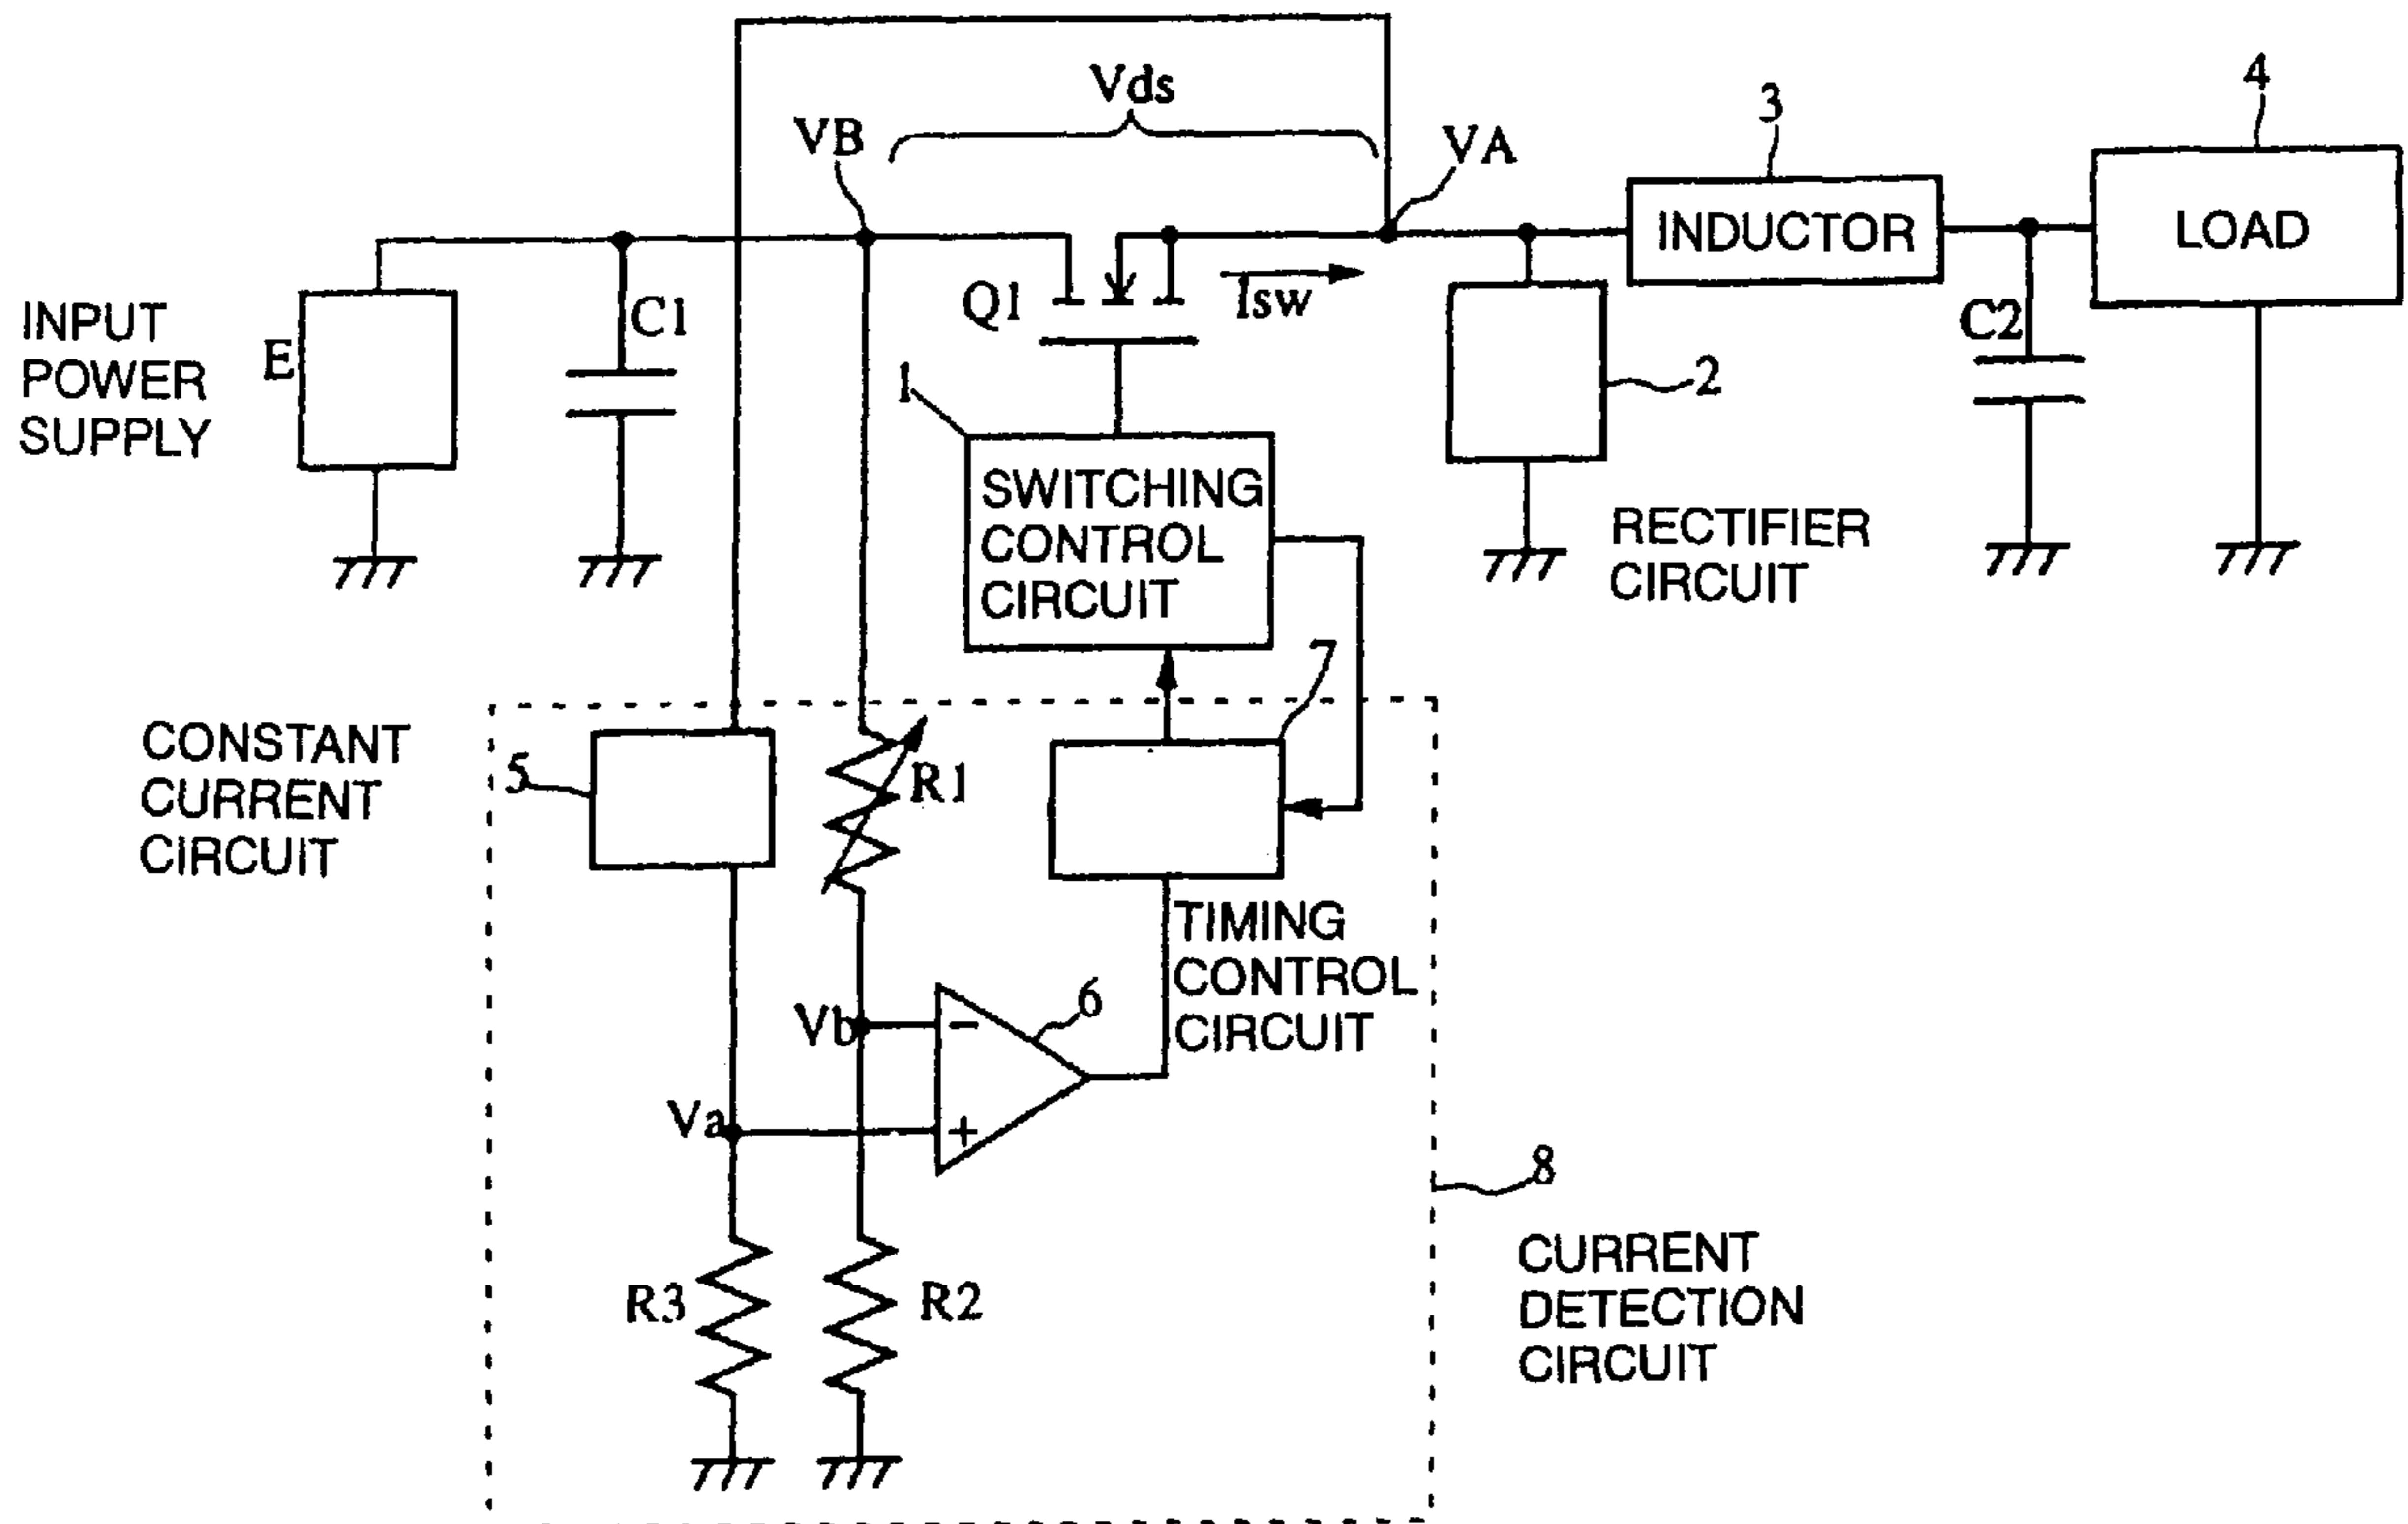 Vds
VB
VA
3
4
INDUCTOR
LOAD
INPUT
POWER
SUPPLY
E
C1
Q1
Isw
C2
1
2
SWITCHING
CONTROL
CIRCUIT
RECTIFIER
CIRCUIT
7
CONSTANT
CURRENT
CIRCUIT
5
R1
TIMING
CONTROL
CIRCUIT
Vb
-
6
Va
+
8
R3
R2
CURRENT
DETECTION
CIRCUIT